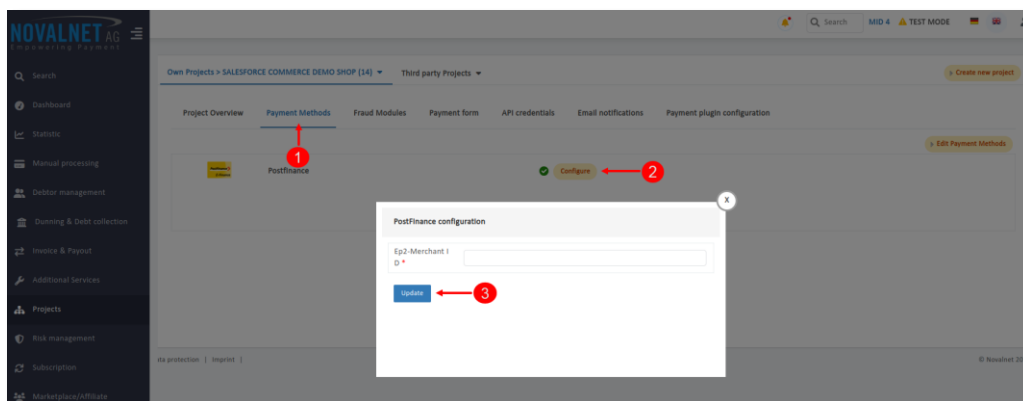 NOVALNET AG
Empowering Payment
Search
MID 4
TEST MODE
Search
Dashboard
Statistic
Manual processing
Debtor management
Dunning & Debt collection
Invoice & Payout
Additional Services
Projects
Risk management
Subscription
Marketplace/Affiliate
Own Projects > SALESFORCE COMMERCE DEMO SHOP (14)
Third party Projects
> Create new project
Project Overview
Payment Methods
Fraud Modules
Payment form
API credentials
Email notifications
Payment plugin configuration
> Edit Payment Methods
1
Postfinance
Configure
2
X
PostFinance configuration
Ep2-Merchant I
D *
Update
3
ta protection | Imprint |
© Novalnet 20